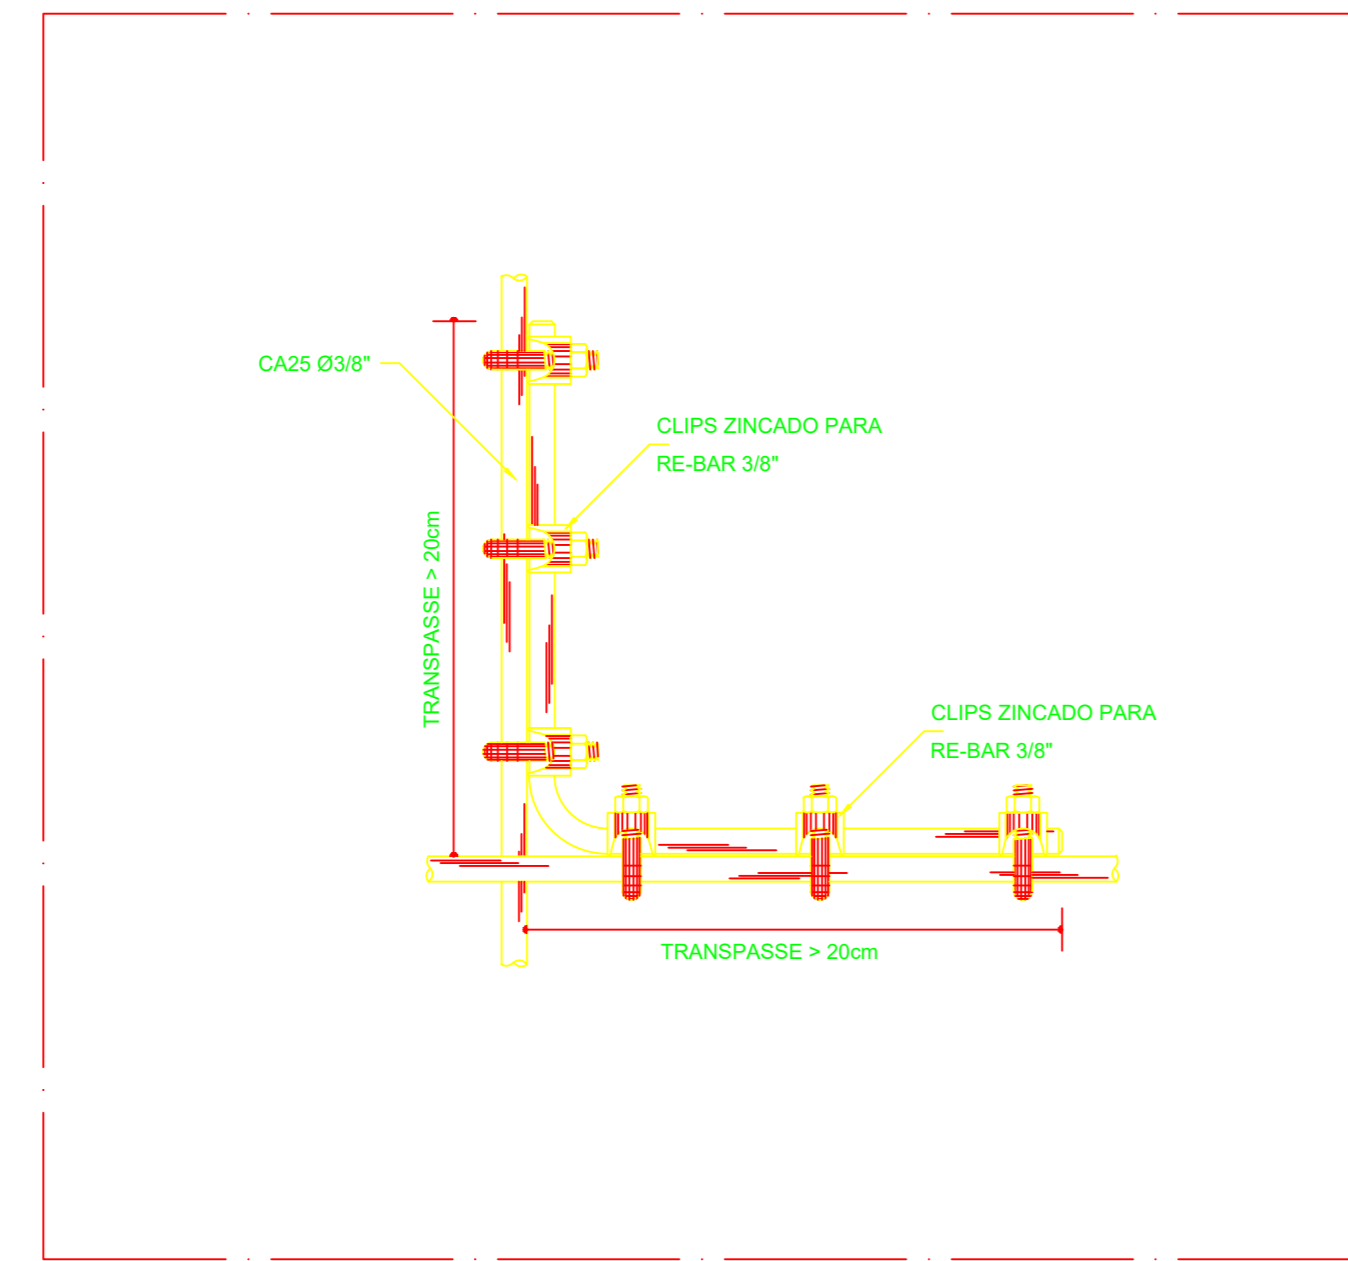 CA25 Ø3/8"
CLIPS ZINCADO PARA
RE-BAR 3/8"
TRANSPASSE > 20cm
CLIPS ZINCADO PARA
RE-BAR 3/8"
TRANSPASSE > 20cm